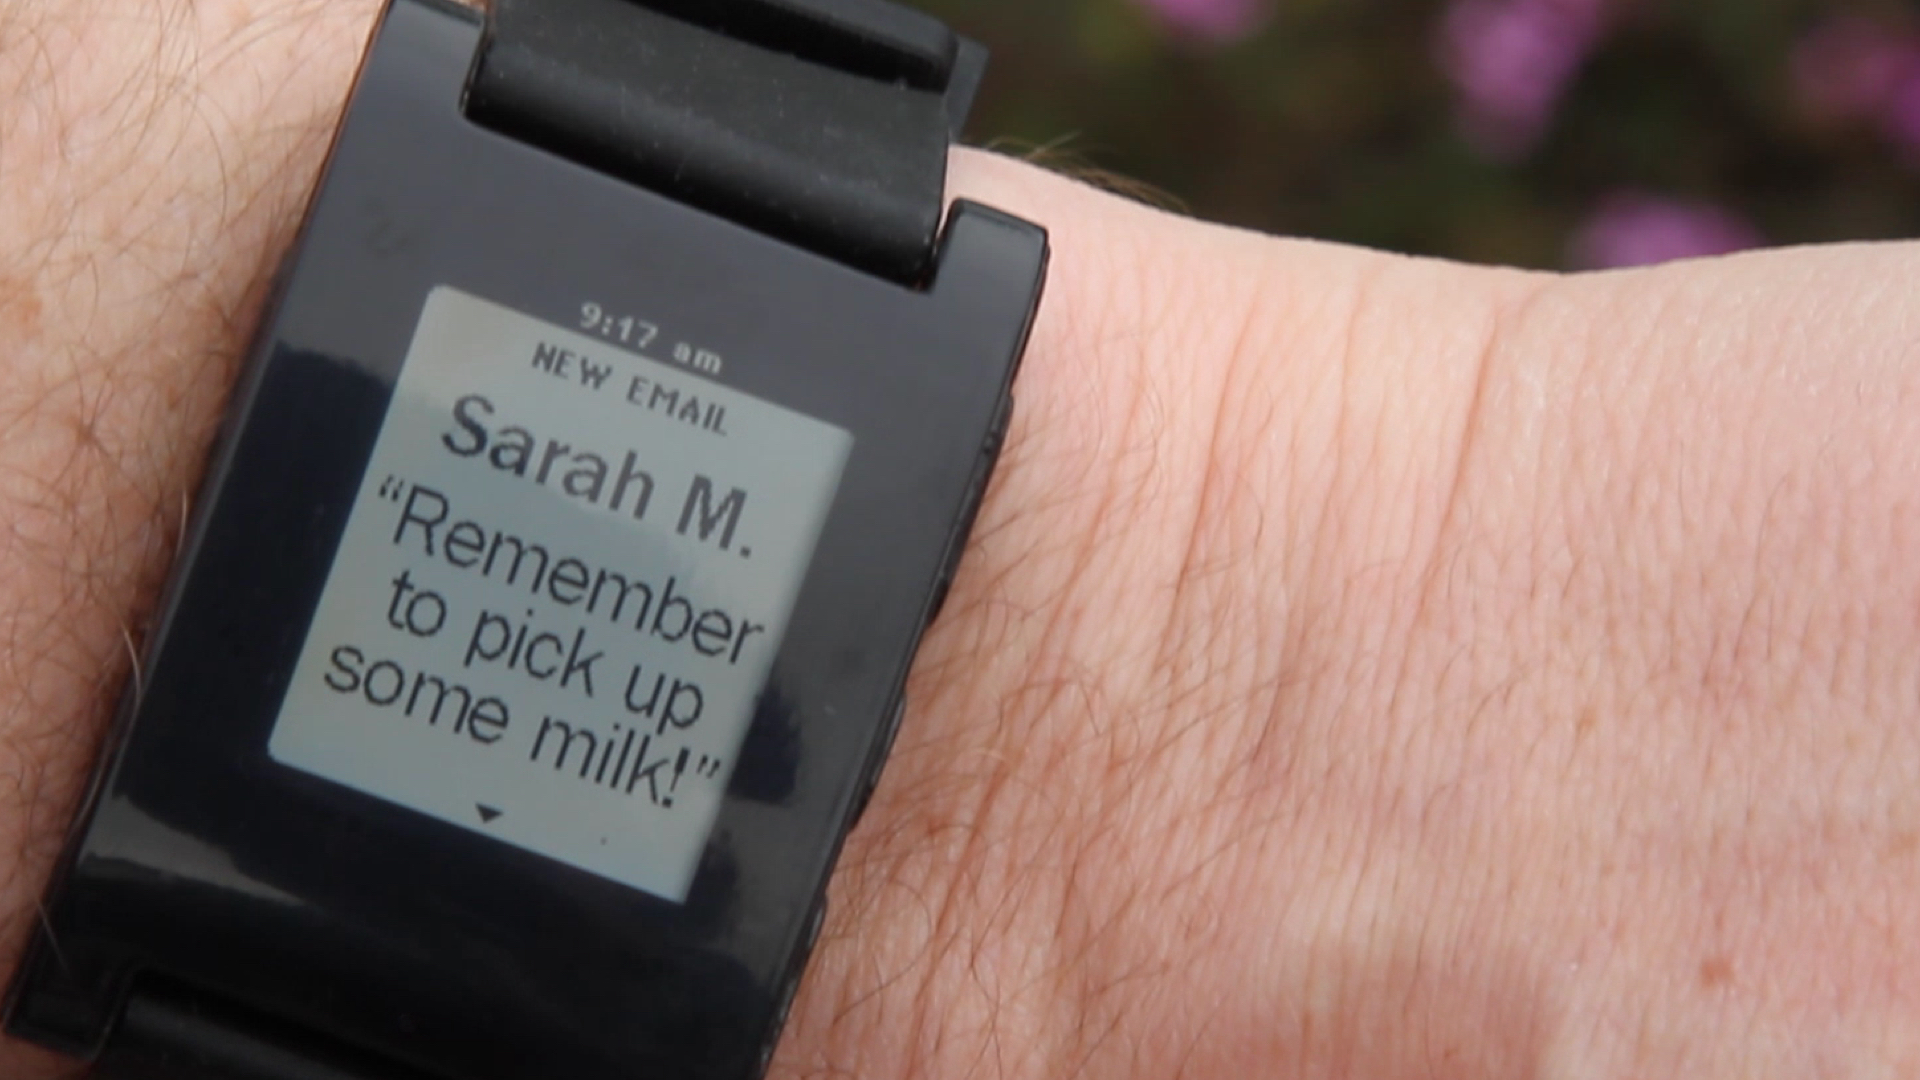 9:17 am
NEW EMAIL
Sarah M.
“Remember
to pick up
some milk!”